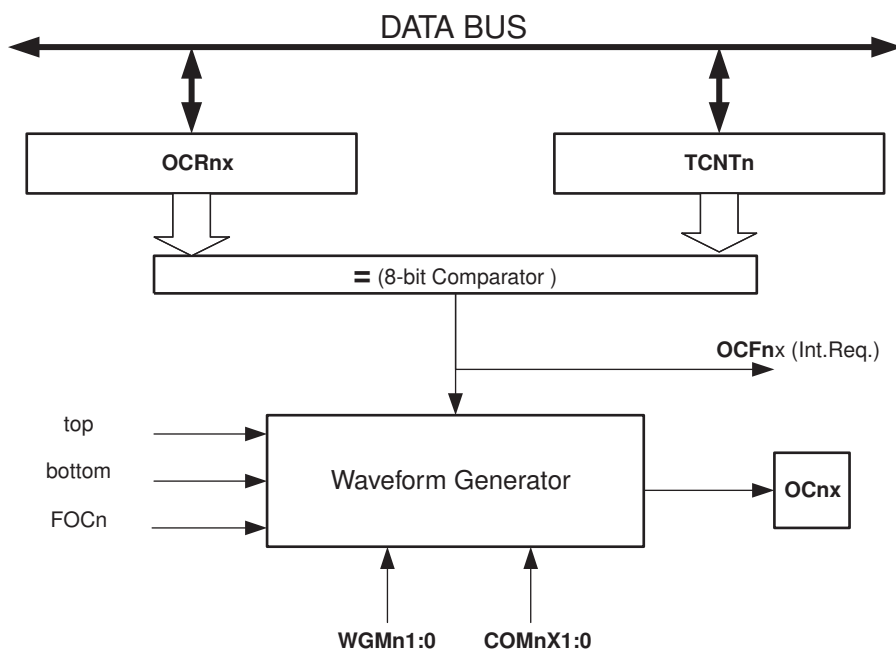 DATA BUS
OCRnx
TCNTn
= (8-bit Comparator )
OCFnx (Int.Req.)
top
bottom
FOCn
Waveform Generator
OCnx
WGMn1:0
COMnX1:0